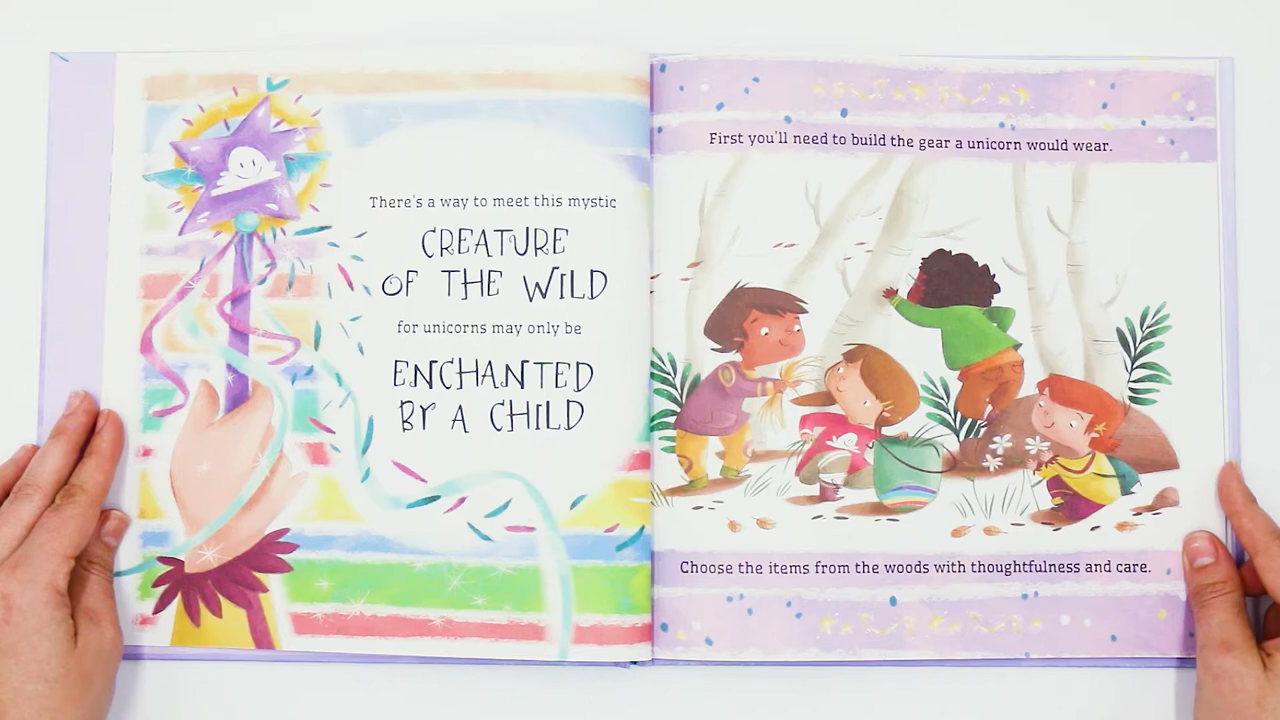 There's a way to meet this mystic
CREATURE
OF THE WILD
for unicorns may only be
ENCHANTED
BY A CHILD
First you'll need to build the gear a unicorn would wear.
Choose the items from the woods with thoughtfulness and care.